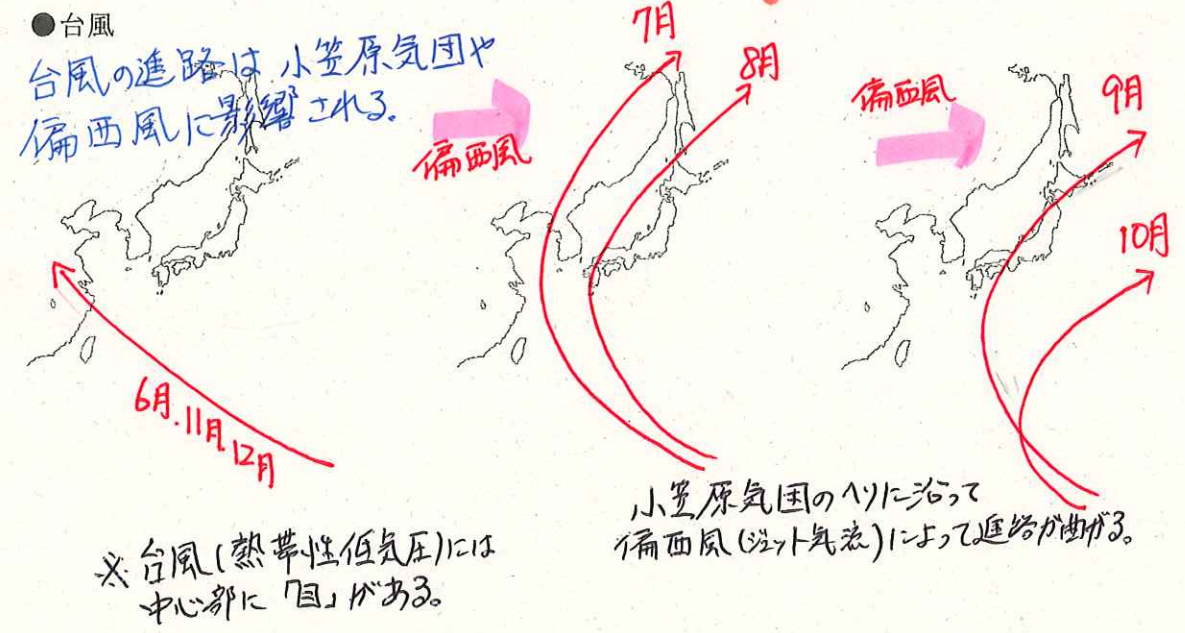 ●台風
台風の進路は小笠原気団や
偏西風に影響される。
6月.11月.12月
偏西風
7月
8月
偏西風
9月
10月
小笠原気団のヘリに沿って
偏西風(ジェット気流)によって進路が曲がる。
※台風(熱帯性低気圧)には
中心部に「目」がある。